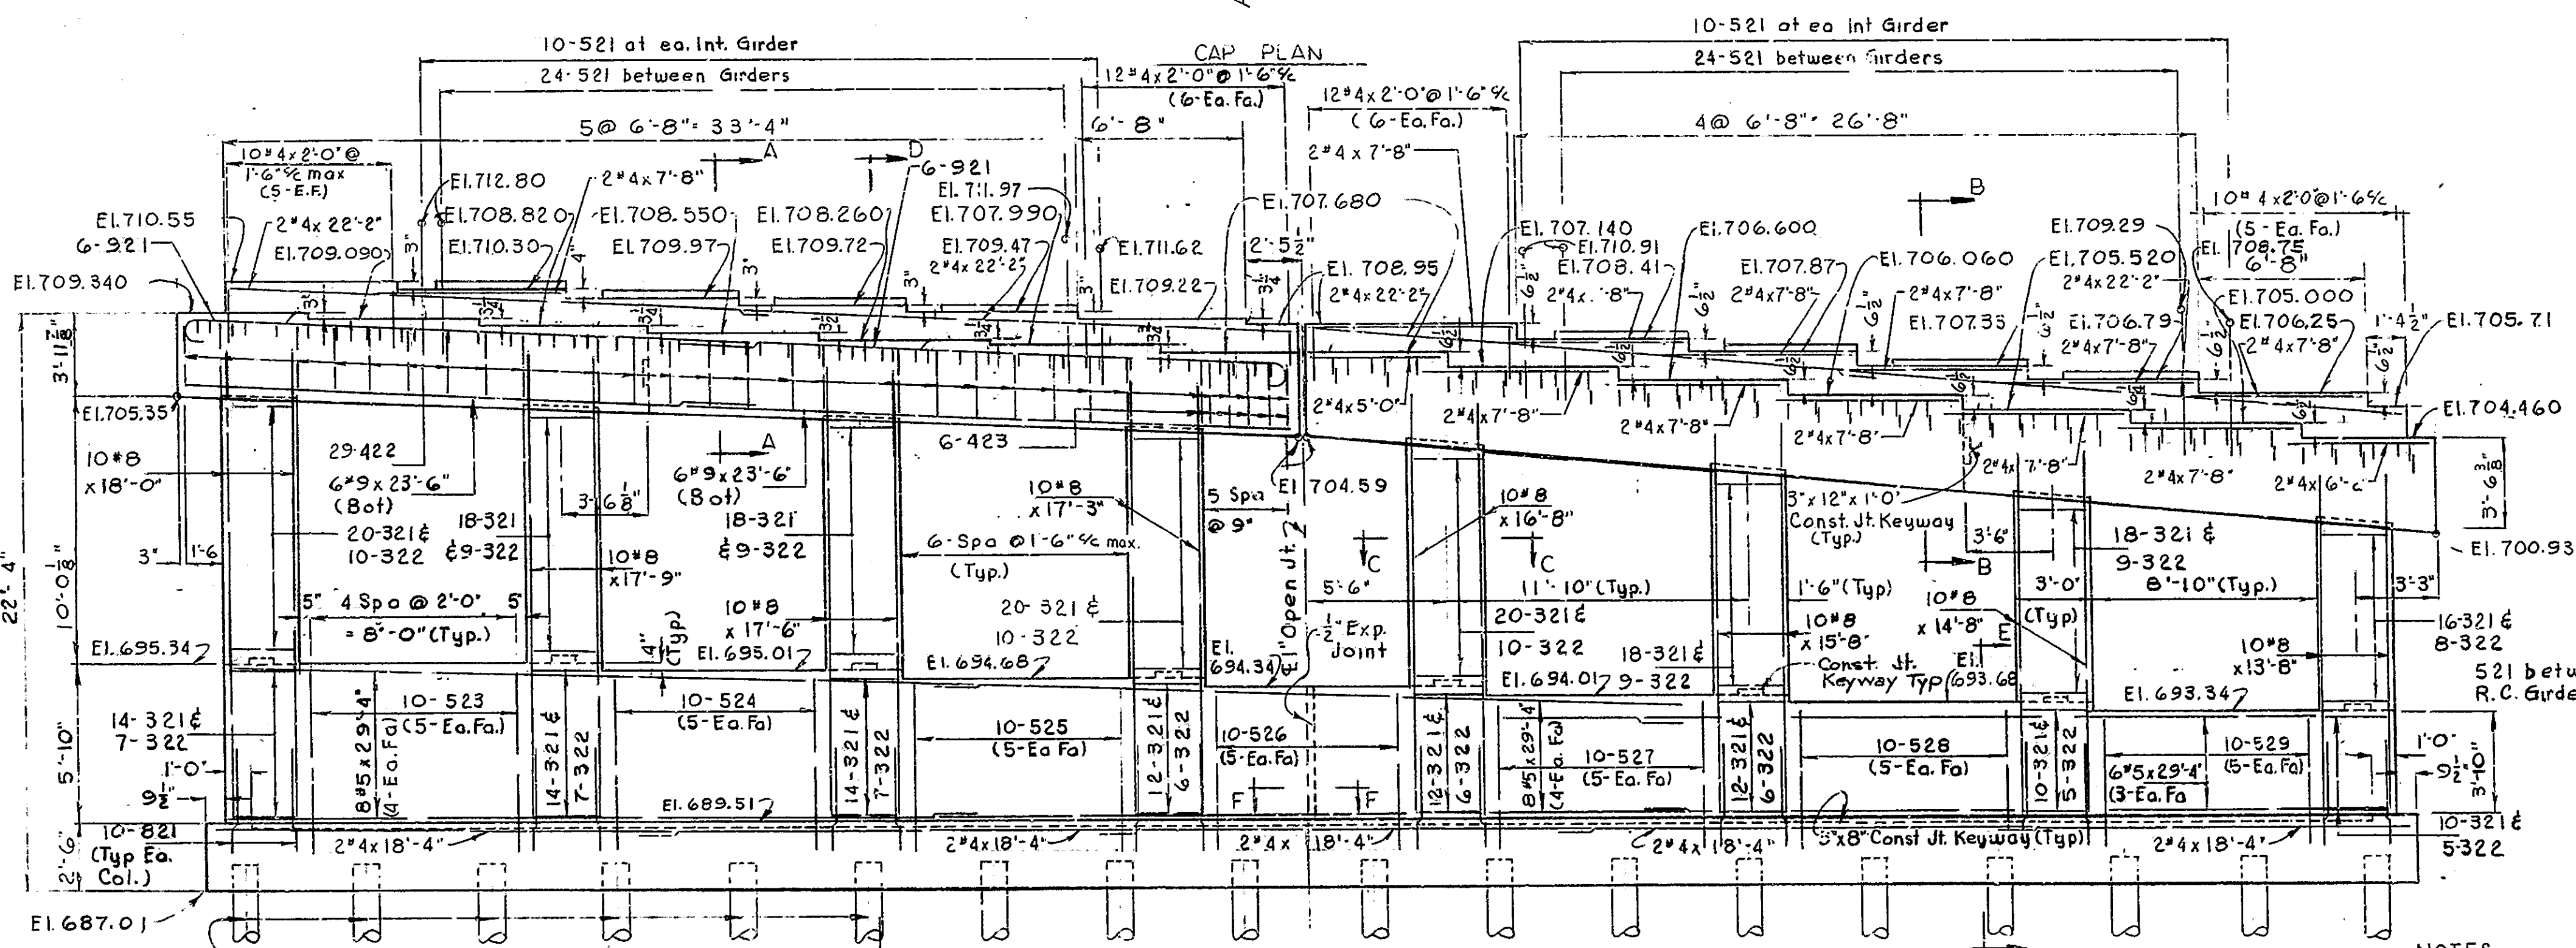 10-521 at ea. Int. Girder
24-521 between Girders
5@ 6'-8"= 33'-4"
CAP PLAN
12#4x2'-0"@1'-6"c/c
(6-Ea.Fa.)
6'-8"
12#4x2'-0"@1'-6"c/c
(6-Ea.Fa.)
2#4x7'-8"
10-521 at ea Int Girder
24-521 between Girders
4@ 6'-8"= 26'-8"
10#4x2'-0"@
1'-6"c/c max
(5-E.F.)
A
D
B
6-921
El.712.80
2#4x7'-8"
El.711.97
10#4x2'-0@1'-6c/c
(5-Ea.Fa.)
El.710.55
2#4x22'-2"
El.708.820
El.708.550
El.708.260
El.707.990
El.707.680
El.707.140
El.706.600
El.709.29
El.708.75
6'-8"
6-921
El.709.090
El.710.30
El.709.97
El.709.72
El.709.47
2#4x22'-2"
El.711.62
2'-5½"
El.710.91
El.708.41
El.707.87
El.706.060
El.705.520
2#4x22'-2"
El.709.340
3"
4"
3"
3"
3"
El.709.22
3¼"
El.708.95
2#4x22'-2"
6½"
2#4x7'-8"
6½"
2#4x7'-8"
El.707.33
6½"
El.706.79
2#4x7'-8"
El.705.000
El.706.25
2#4x7'-8"
1'-4½"
El.705.71
6½"
3'-11⅞"
El.705.35
29-422
6#9x23'-6"
(Bot)
A
6#9x23'-6"
(Bot)
6-423
2#4x5'-0"
2#4x7'-8"
2#4x7'-8"
2#4x7'-8"
2#4x7'-8"
2#4x7'-8"
El.704.460
3'-6⅛"
10#8
x18'-0"
3'-6⅛"
10#8
x17'-3"
5 Spa
@ 9"
El 704.59
10#8
x16'-8"
3"x12"x1'-0"
Const. Jt. Keyway
(Typ.)
20-321&
10-322
18-321
&9-322
18-321
&9-322
6-Spa @1'-6"c/c max.
(Typ.)
C
C
3'-6"
B
18-321&
9-322
El.700.93
3"
1'-6
10#8
x17'-9"
5'-6"
11'-10"(Typ.)
1'-6"(Typ)
3'-0"
(Typ)
8'-10"(Typ.)
3'-3"
22'-4"
10'-0⅛"
5"
4 Spa @ 2'-0"
5"
= 8'-0"(Typ.)
10#8
x 17'-6"
20-321&
10-322
1"Open Jt.
½"Exp.
Joint
20-321&
10-322
10#8
x15'-8"
10#8
x14'-8"
16-321&
8-322
El.695.34
4"
(Typ)
El.695.01
El.694.68
El.
694.34
El.694.01
18-321&
9-322
Const. Jt.
Keyway Typ
El.
693.68
E
El.693.34
10#8
x13'-8"
521 betw
R.C. Girde
5'-10"
14-321&
7-322
10-523
(5-Ea.Fa.)
8#5x29'-4"
(4-Ea.Fa)
14-321&
7-322
10-524
(5-Ea.Fa)
14-321&
7-322
10-525
(5-Ea Fa)
12-321&
6-322
10-526
(5-Ea.Fa)
12-321&
6-322
8#5x29'-4"
(4-Ea.Fa)
10-527
(5-Ea.Fa)
12-321&
6-322
10-528
(5-Ea.Fa)
10-321&
5-322
6#5x29'-4"
(3-Ea.Fa
10-529
(5-Ea.Fa)
1'-0"
9½"
3'-10"
1'-0"
9½"
El.689.51
F
F
2'-6"
10-821
(Typ Ea.
Col.)
2#4x18'-4"
2#4x18'-4"
2#4x 18'-4"
2#4x18'-4"
3"x8" Const Jt. Keyway (Typ)
2#4x18'-4"
10-321&
5-322
El.687.01
NOTES